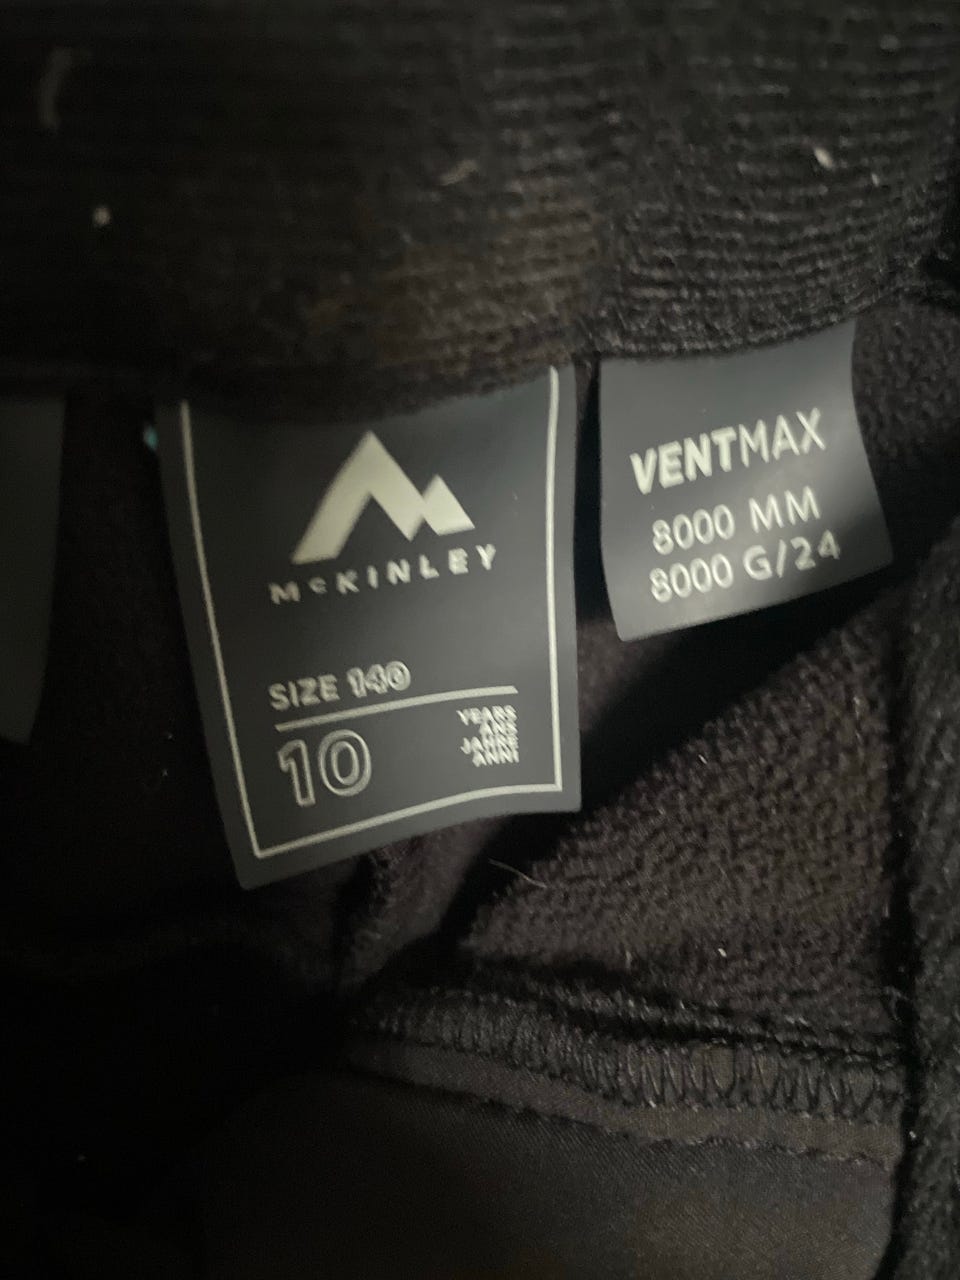 McKINLEY
SIZE 140
10
YEARS
ANS
JAHRE
ANNI
VENTMAX
8000 MM
8000 G/24